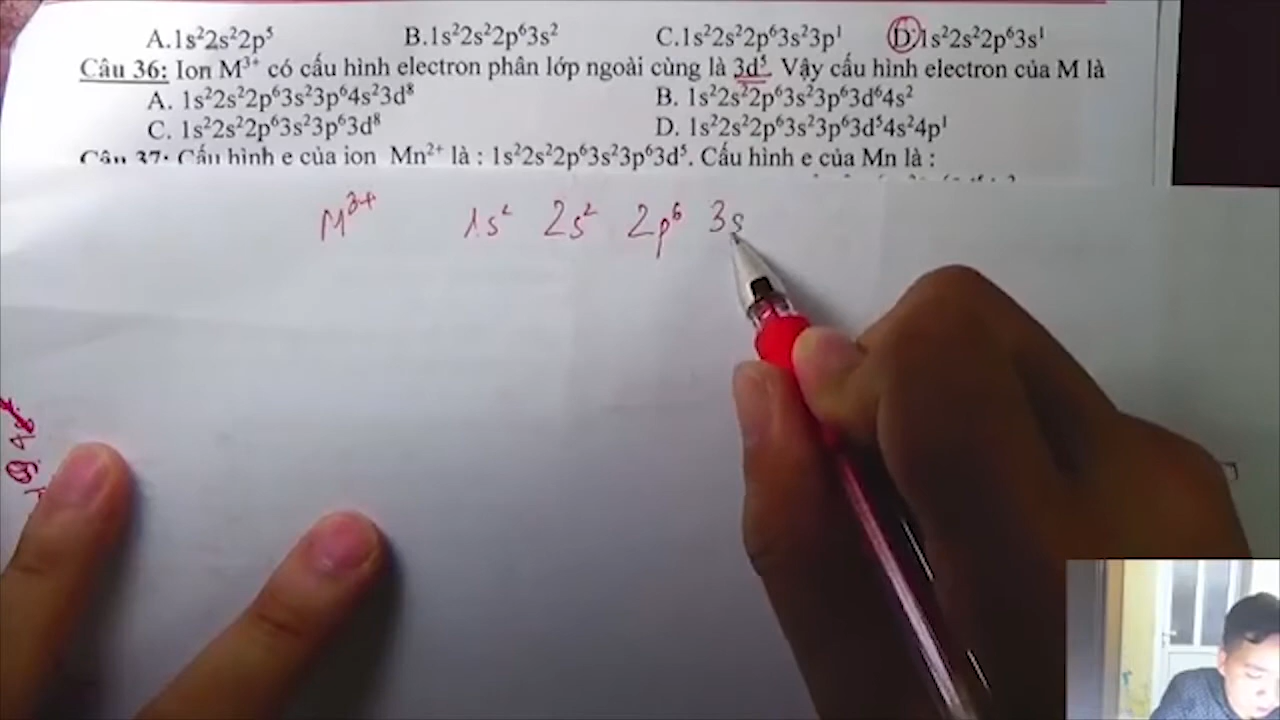 A.1s²2s²2p⁵ B.1s²2s²2p⁶3s² C.1s²2s²2p⁶3s²3p¹ D.1s²2s²2p⁶3s¹
Câu 36: Ion M³⁺ có cấu hình electron phân lớp ngoài cùng là 3d⁵. Vậy cấu hình electron của M là
A. 1s²2s²2p⁶3s²3p⁶4s²3d⁸ B. 1s²2s²2p⁶3s²3p⁶3d⁶4s²
C. 1s²2s²2p⁶3s²3p⁶3d⁸ D. 1s²2s²2p⁶3s²3p⁶3d⁵4s²4p¹
Câu 37: Cấu hình e của ion Mn²⁺ là : 1s²2s²2p⁶3s²3p⁶3d⁵. Cấu hình e của Mn là :
M³⁺ 1s² 2s² 2p⁶ 3s